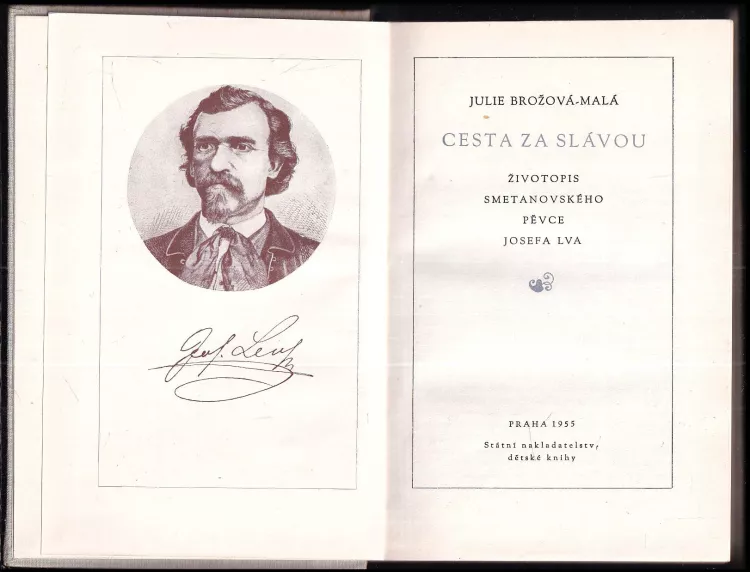 Jos. Lev
JULIE BROŽOVÁ-MALÁ
CESTA ZA SLÁVOU
ŽIVOTOPIS
SMETANOVSKÉHO
PĚVCE
JOSEFA LVA
PRAHA 1955
Státní nakladatelství
dětské knihy